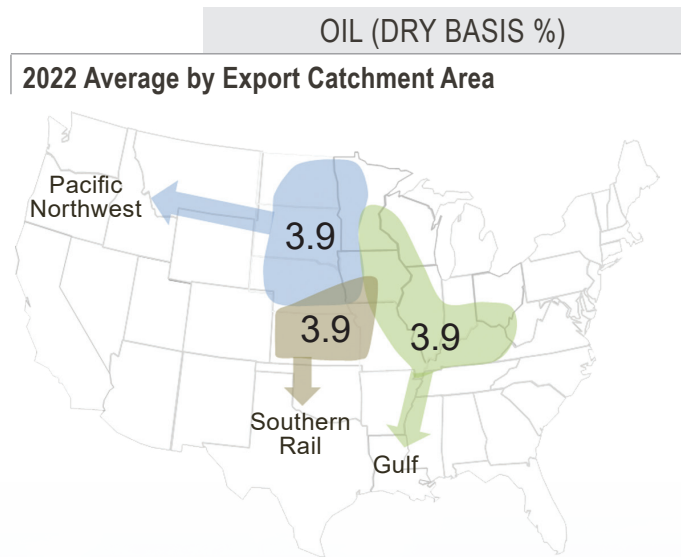 OIL (DRY BASIS %)
2022 Average by Export Catchment Area
Pacific
Northwest
3.9
3.9
3.9
Southern
Rail
Gulf